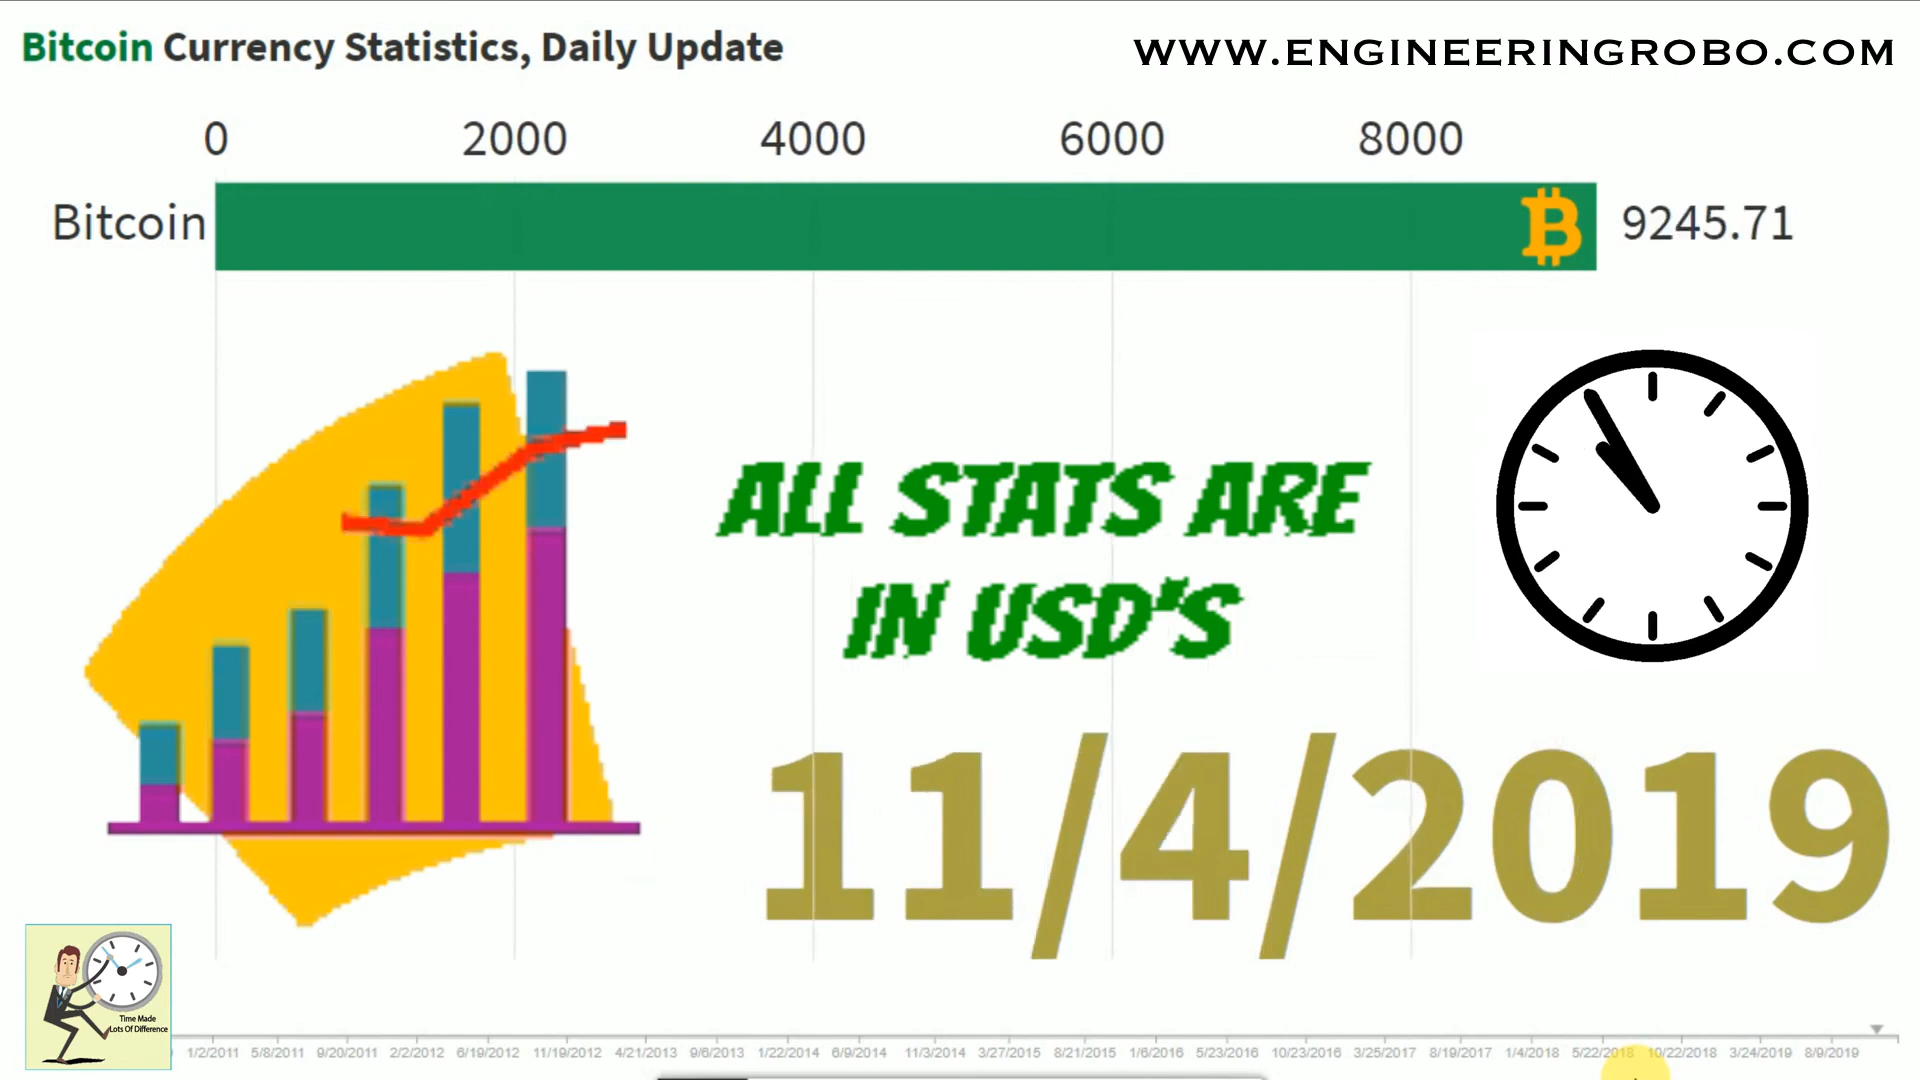 Bitcoin Currency Statistics, Daily Update
WWW.ENGINEERINGROBO.COM
0 2000 4000 6000 8000
Bitcoin 9245.71
ALL STATS ARE
IN USD'S
11/4/2019
Time Made
Lots Of Difference
1/2/2011 5/8/2011 9/20/2011 2/2/2012 6/19/2012 11/19/2012 4/21/2013 9/6/2013 1/22/2014 6/9/2014 11/3/2014 3/27/2015 8/21/2015 1/6/2016 5/23/2016 10/23/2016 3/25/2017 8/19/2017 1/4/2018 5/22/2018 10/22/2018 3/24/2019 8/9/2019